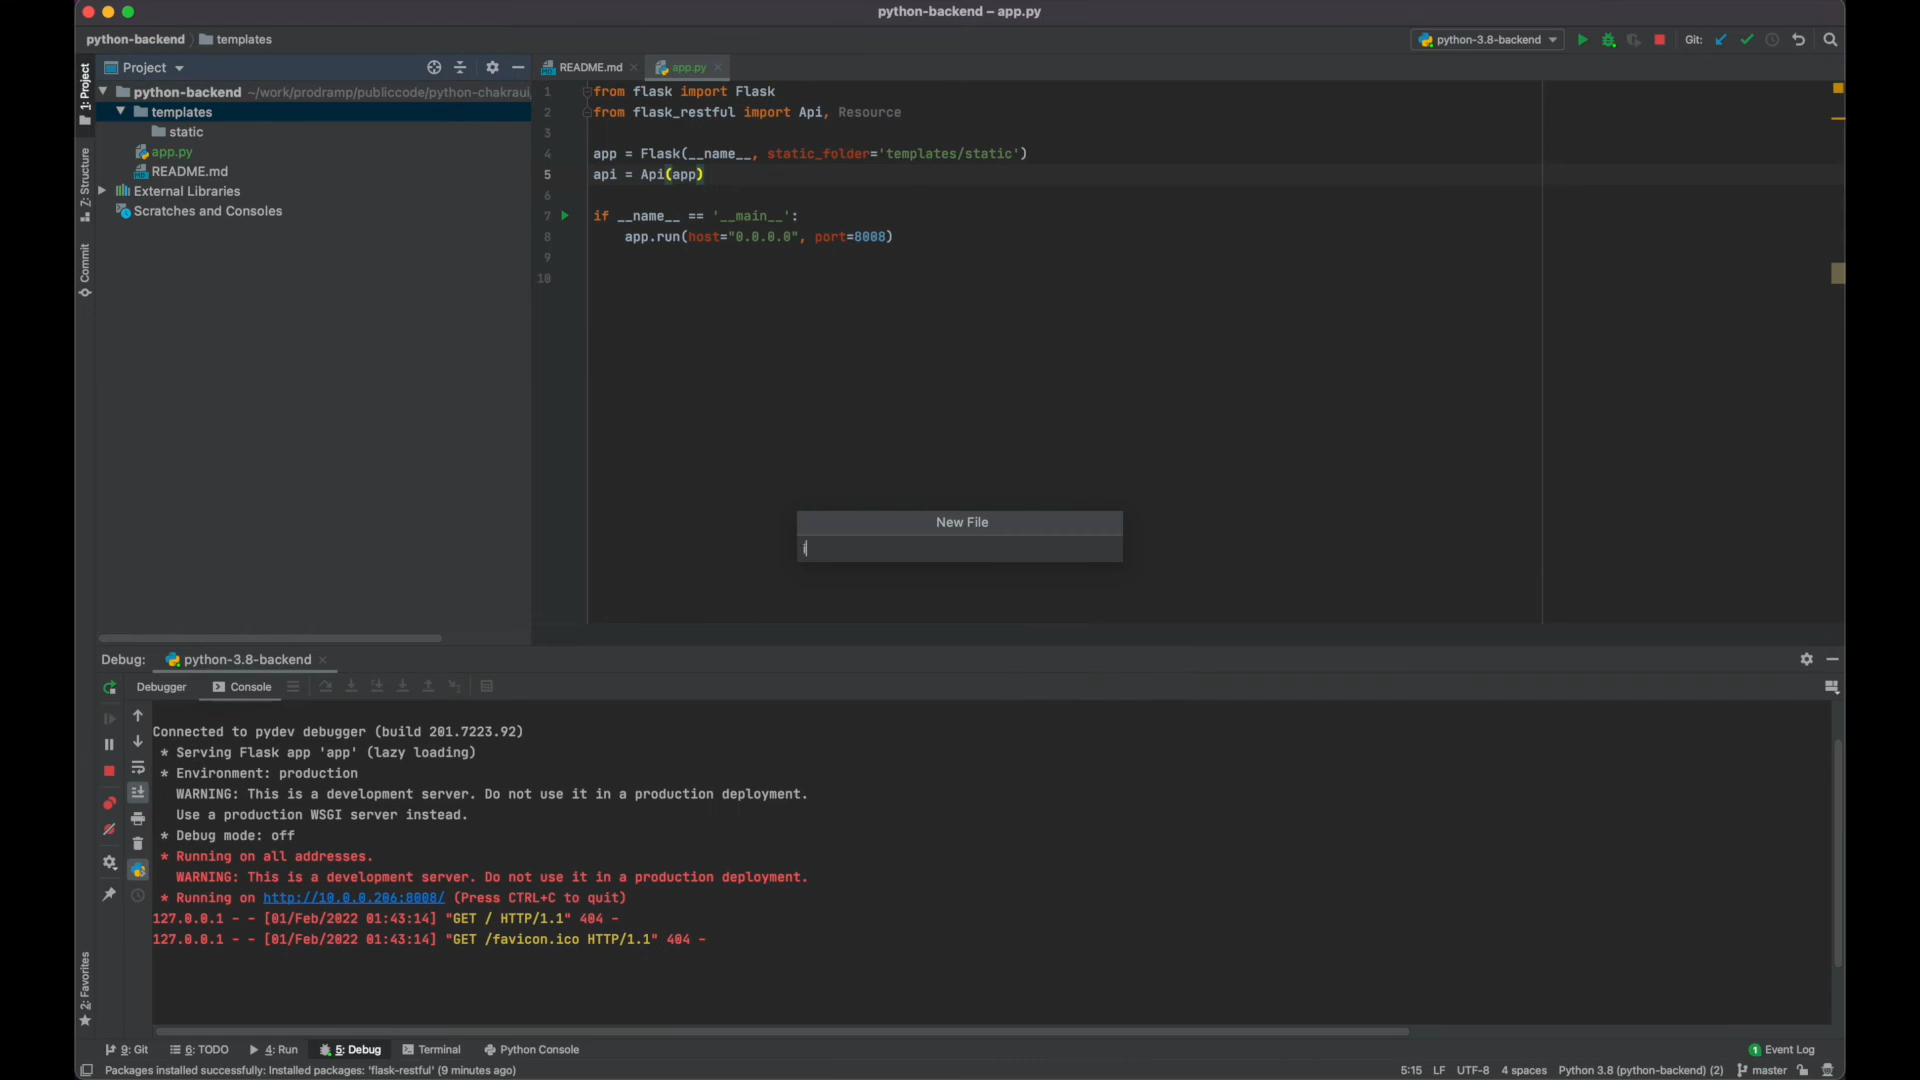 python-backend – app.py
python-backend templates
python-3.8-backend Git:
1: Project
Project
README.md app.py
python-backend ~/work/prodramp/publiccode/python-chakraui
templates
static
app.py
README.md
External Libraries
Scratches and Consoles
Z: Structure
Commit
1 from flask import Flask
2 from flask_restful import Api, Resource
3
4 app = Flask(__name__, static_folder='templates/static')
5 api = Api(app)
6
7 if __name__ == '__main__':
8 app.run(host="0.0.0.0", port=8008)
9
10
New File
i
Debug: python-3.8-backend
Debugger Console
Connected to pydev debugger (build 201.7223.92)
* Serving Flask app 'app' (lazy loading)
* Environment: production
WARNING: This is a development server. Do not use it in a production deployment.
Use a production WSGI server instead.
* Debug mode: off
* Running on all addresses.
WARNING: This is a development server. Do not use it in a production deployment.
* Running on http://10.0.0.206:8008/ (Press CTRL+C to quit)
127.0.0.1 - - [01/Feb/2022 01:43:14] "GET / HTTP/1.1" 404 -
127.0.0.1 - - [01/Feb/2022 01:43:14] "GET /favicon.ico HTTP/1.1" 404 -
2: Favorites
9: Git 6: TODO 4: Run 5: Debug Terminal Python Console 1 Event Log
Packages installed successfully: Installed packages: 'flask-restful' (9 minutes ago) 5:15 LF UTF-8 4 spaces Python 3.8 (python-backend) (2) master